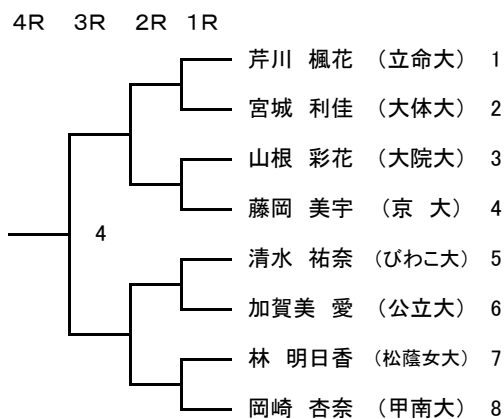 4R 3R 2R 1R
芹川 楓花 (立命大) 1
宮城 利佳 (大体大) 2
山根 彩花 (大院大) 3
藤岡 美宇 (京 大) 4
4
清水 祐奈 (びわこ大) 5
加賀美 愛 (公立大) 6
林 明日香 (松蔭女大) 7
岡崎 杏奈 (甲南大) 8